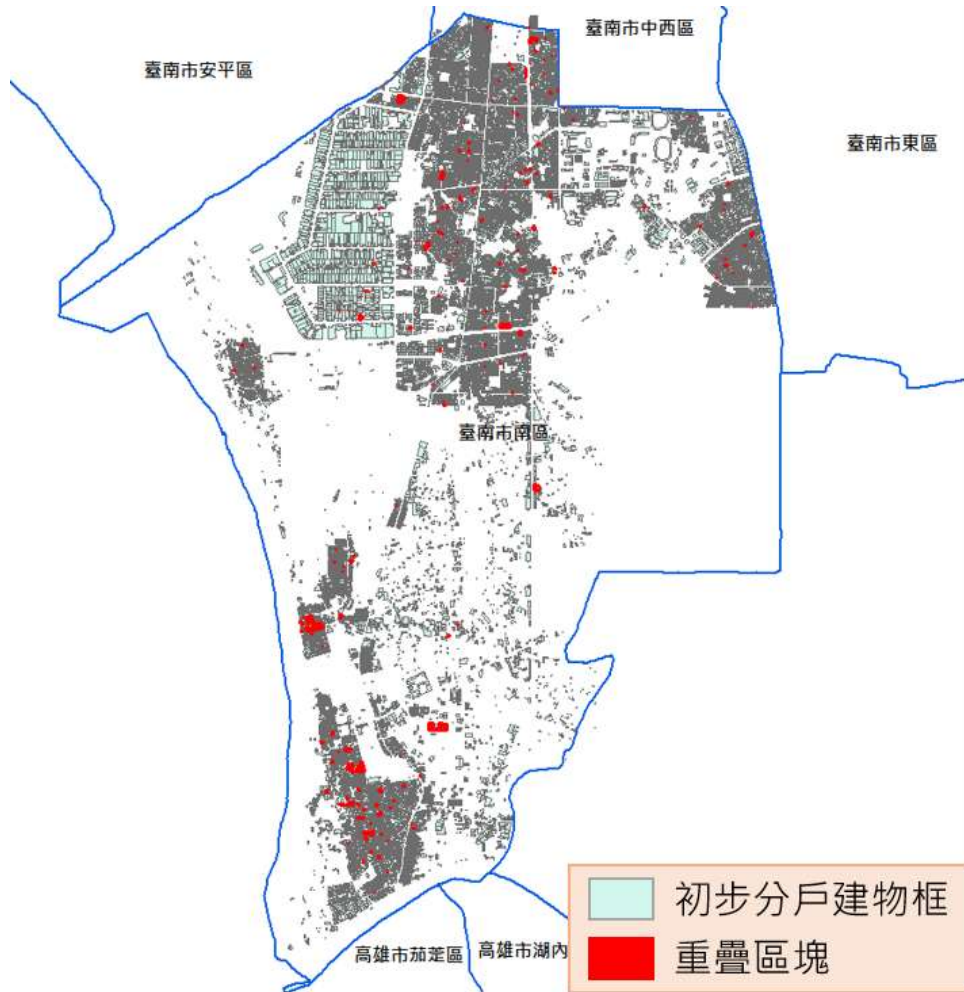 臺南市中西區
臺南市安平區
臺南市東區
臺南市南區
初步分戶建物框
重疊區塊
高雄市茄萣區
高雄市湖內